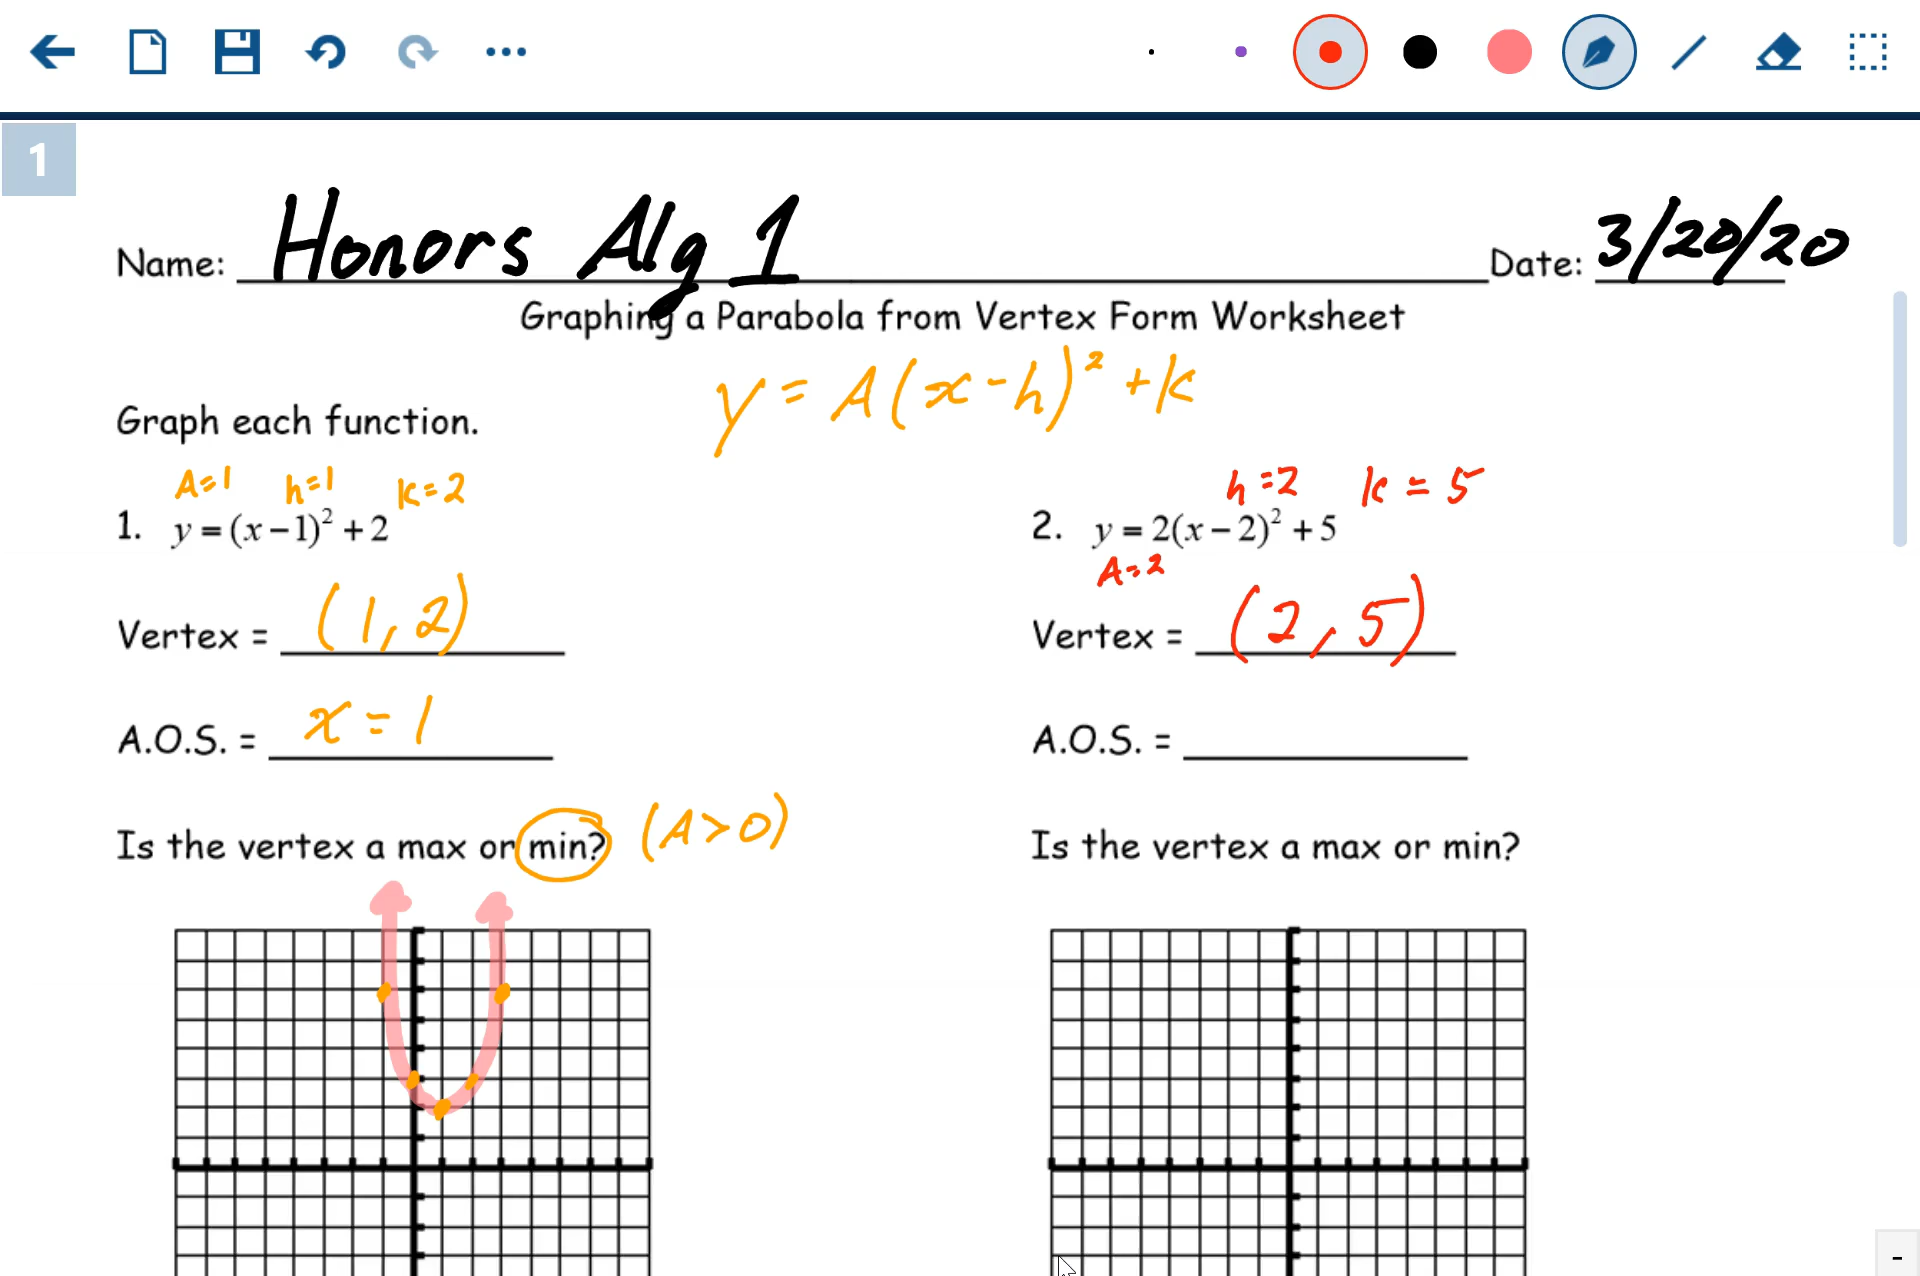 1
Name: Honors Alg 1 Date: 3/20/20
Graphing a Parabola from Vertex Form Worksheet
y = A(x-h)² + k
Graph each function.
A=1 h=1 k=2
1. y = (x − 1)² + 2
Vertex = (1, 2)
A.O.S. = x = 1
Is the vertex a max or min? (A>0)
h=2 k=5
2. y = 2(x − 2)² + 5
A=2
Vertex = (2, 5)
A.O.S. =
Is the vertex a max or min?